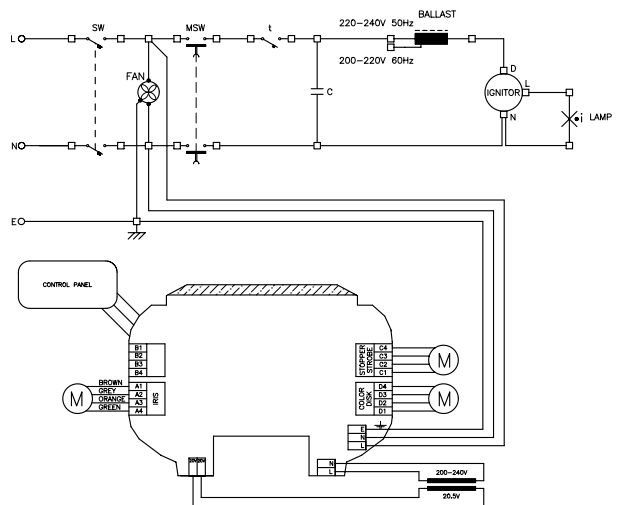 220-240V 50Hz
BALLAST
L
SW
MSW
t
200-220V 60Hz
FAN
C
D
L
IGNITOR
N
i LAMP
N
E
CONTROL PANEL
B1
B2
B3
B4
STOPPER
STROBE
C4
C3
C2
C1
BROWN
GREY
ORANGE
GREEN
M
A1
A2
A3
A4
IRIS
COLOR
DISK
D4
D3
D2
D1
M
M
E
N
L
20V 20V
N
L
200-240V
20.5V